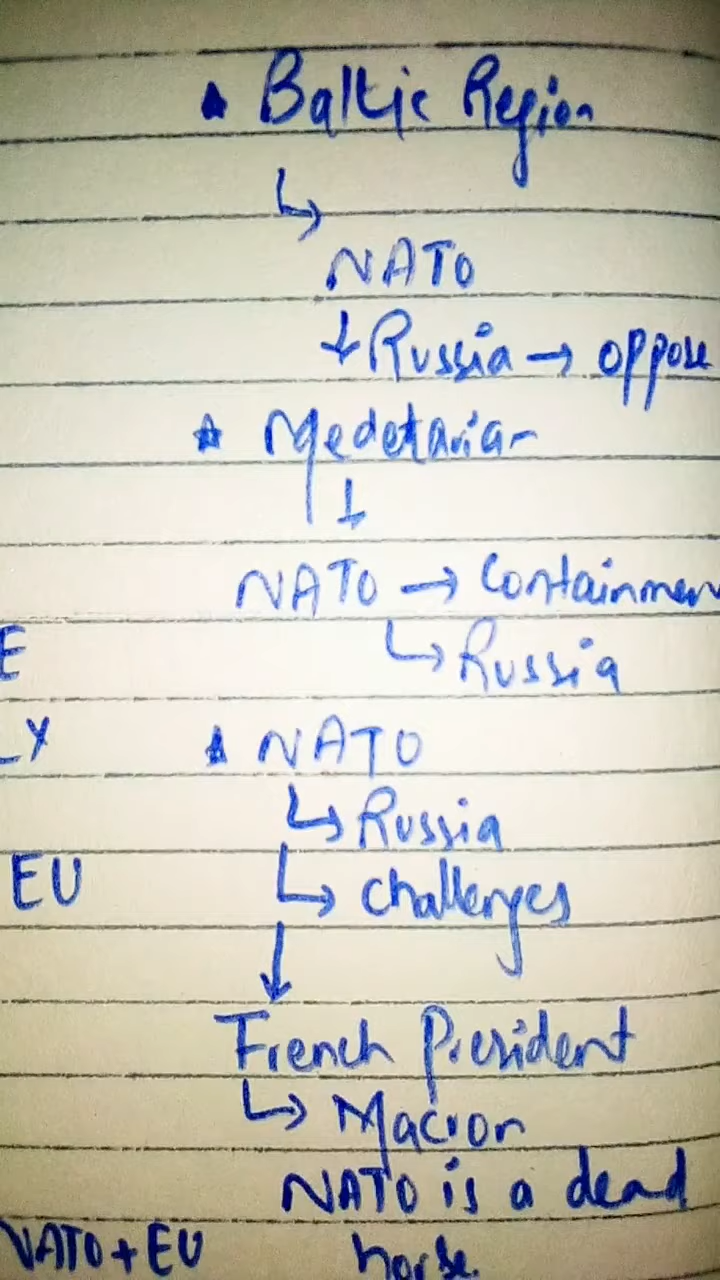 ★ Baltic Region
↳
NATO
↓ Russia → oppose
★ Medetarian
↓
NATO → Containmen
↳ Russia
E
LY
★ NATO
↳ Russia
EU
↳ Challenges
↓
French President
↳ Macron
NATO is a dead
NATO + EU
horse.